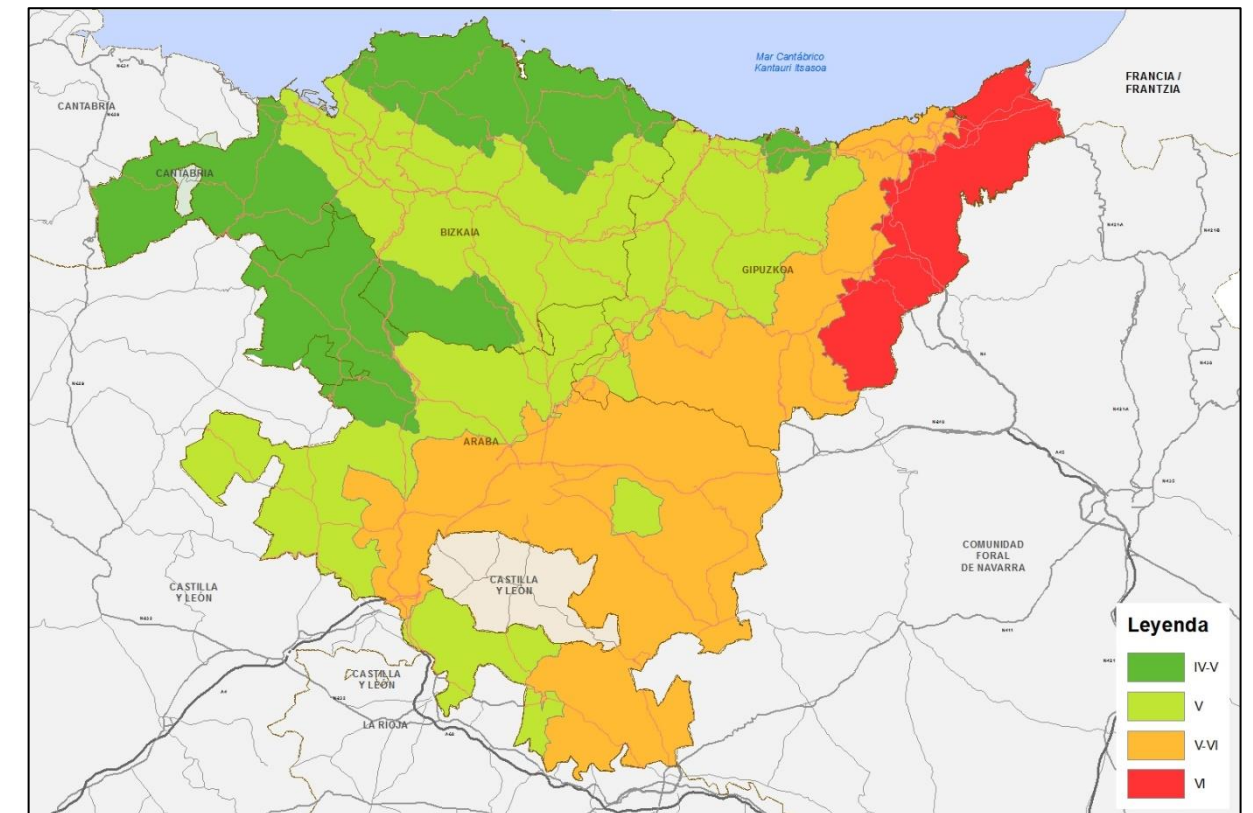 Mar Cantábrico
Kantauri Itsasoa
FRANCIA /
FRANTZIA
CANTABRIA
CANTABRIA
BIZKAIA
GIPUZKOA
ARABA
CASTILLA
Y LEÓN
COMUNIDAD
FORAL
DE NAVARRA
CASTILLA
Y LEÓN
CASTILLA
Y LEÓN
LA RIOJA
Leyenda
IV-V
V
V-VI
VI